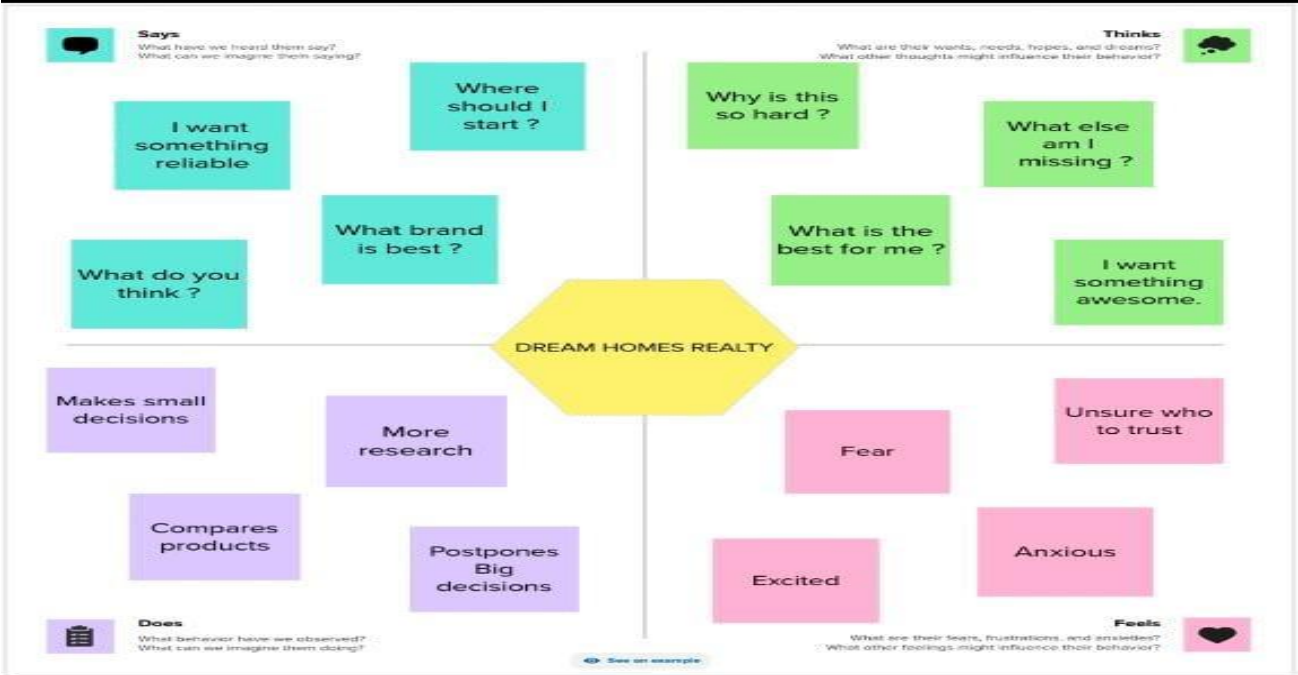 Says
What have we heard them say?
What can we imagine them saying?
Where
should I
start ?
I want
something
reliable
What brand
is best ?
What do you
think ?
Thinks
What are their wants, needs, hopes, and dreams?
What other thoughts might influence their behavior?
Why is this
so hard ?
What else
am I
missing ?
What is the
best for me ?
I want
something
awesome.
DREAM HOMES REALTY
Makes small
decisions
More
research
Compares
products
Postpones
Big
decisions
Does
What behavior have we observed?
What can we imagine them doing?
Unsure who
to trust
Fear
Anxious
Excited
Feels
What are their fears, frustrations, and anxieties?
What other feelings might influence their behavior?
See an example